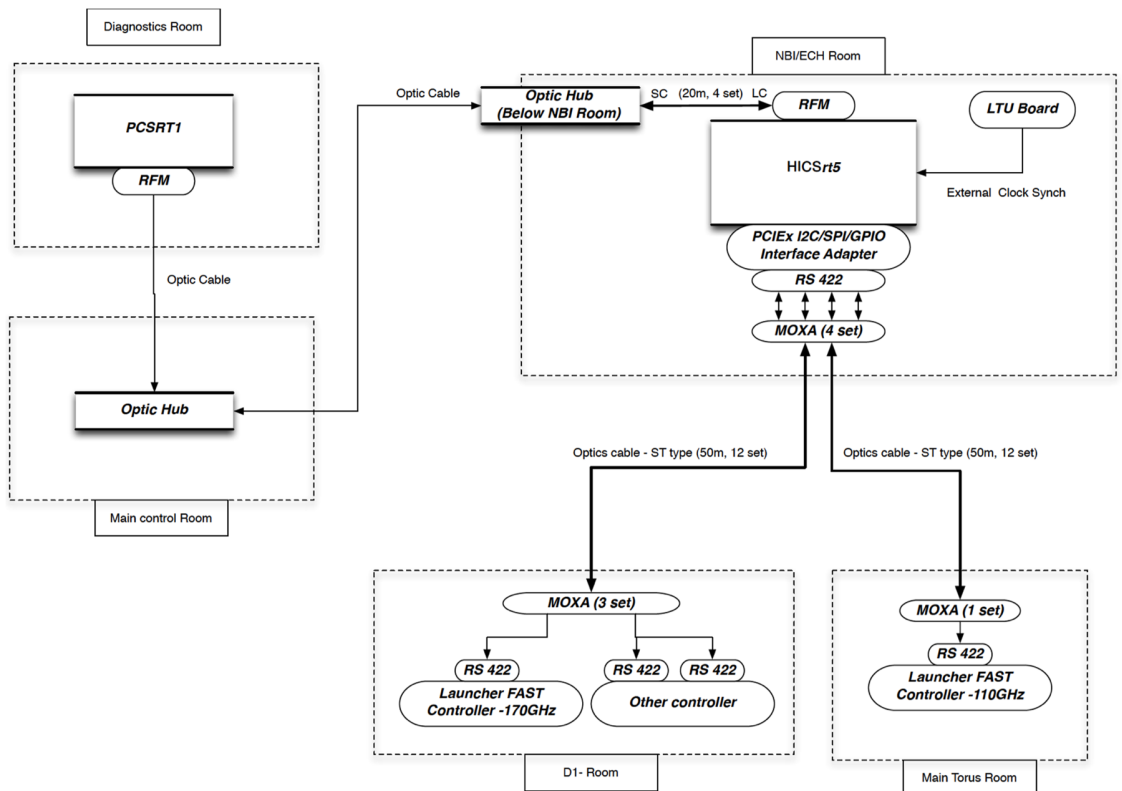 Diagnostics Room
PCSRT1
RFM
Optic Cable
Optic Hub
Main control Room
Optic Cable
NBI/ECH Room
Optic Hub
(Below NBI Room)
SC (20m, 4 set) LC
RFM
LTU Board
HICSrt5
External Clock Synch
PCIEx I2C/SPI/GPIO
Interface Adapter
RS 422
MOXA (4 set)
Optics cable - ST type (50m, 12 set)
Optics cable - ST type (50m, 12 set)
MOXA (3 set)
RS 422
RS 422
RS 422
Launcher FAST
Controller -170GHz
Other controller
D1- Room
MOXA (1 set)
RS 422
Launcher FAST
Controller -110GHz
Main Torus Room